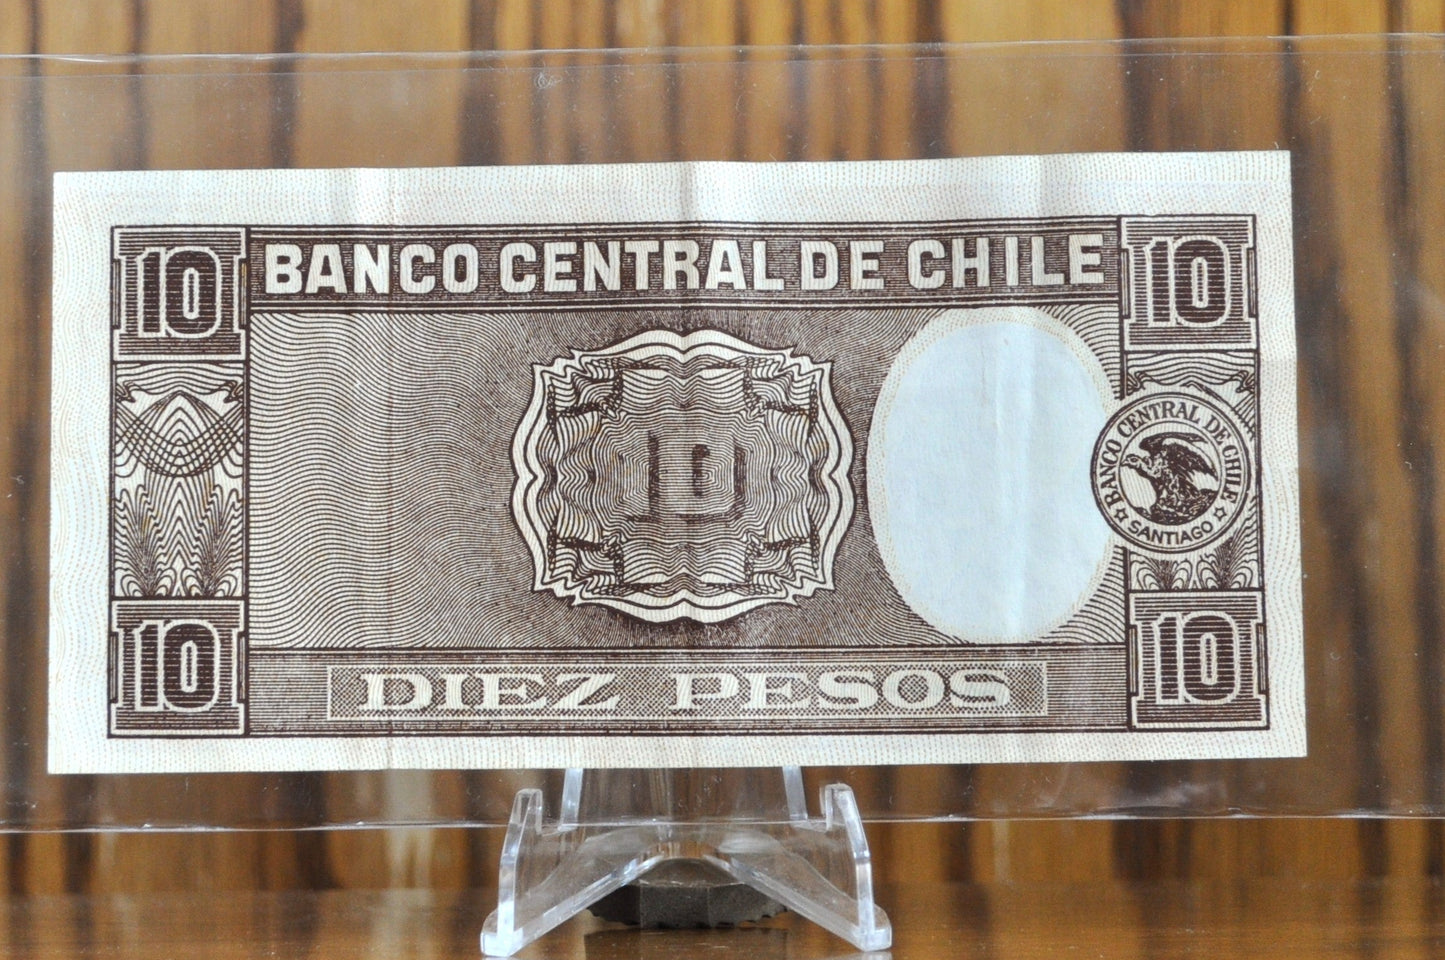 10 BANCO CENTRAL DE CHILE 10
10
BANCO CENTRAL DE CHILE
SANTIAGO
10 10
DIEZ PESOS